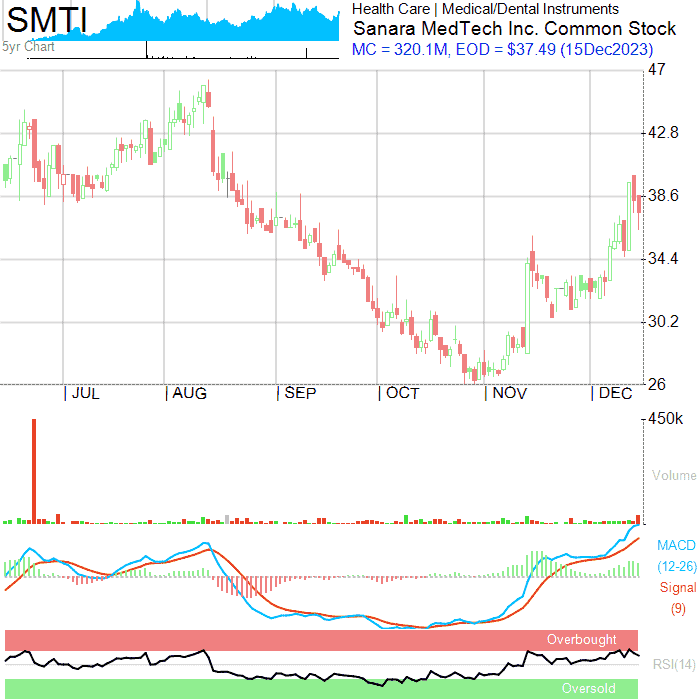 SMTI
5yr Chart
Health Care | Medical/Dental Instruments
Sanara MedTech Inc. Common Stock
MC = 320.1M, EOD = $37.49 (15Dec2023)
47
42.8
38.6
34.4
30.2
26
JUL AUG SEP OCT NOV DEC
450k
Volume
MACD
(12-26)
Signal
(9)
Overbought
RSI(14)
Oversold